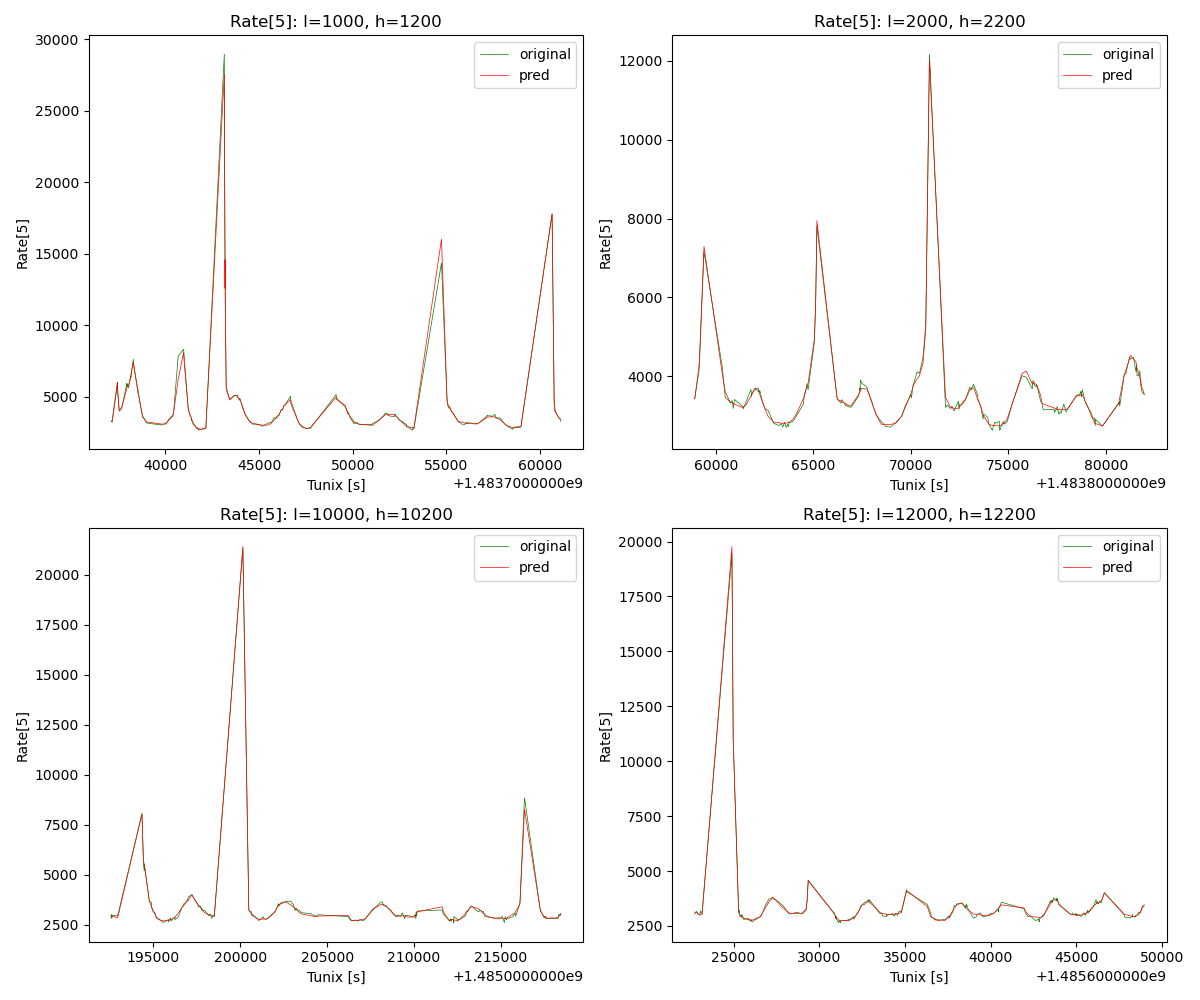 Rate[5]: l=1000, h=1200
30000
25000
20000
15000
10000
5000
Rate[5]
original
pred
40000 45000 50000 55000 60000
Tunix [s]
+1.4837000000e9
Rate[5]: l=2000, h=2200
12000
10000
8000
6000
4000
Rate[5]
original
pred
60000 65000 70000 75000 80000
Tunix [s]
+1.4838000000e9
Rate[5]: l=10000, h=10200
20000
17500
15000
12500
10000
7500
5000
2500
Rate[5]
original
pred
195000 200000 205000 210000 215000
Tunix [s]
+1.4850000000e9
Rate[5]: l=12000, h=12200
20000
17500
15000
12500
10000
7500
5000
2500
Rate[5]
original
pred
25000 30000 35000 40000 45000 50000
Tunix [s]
+1.4856000000e9